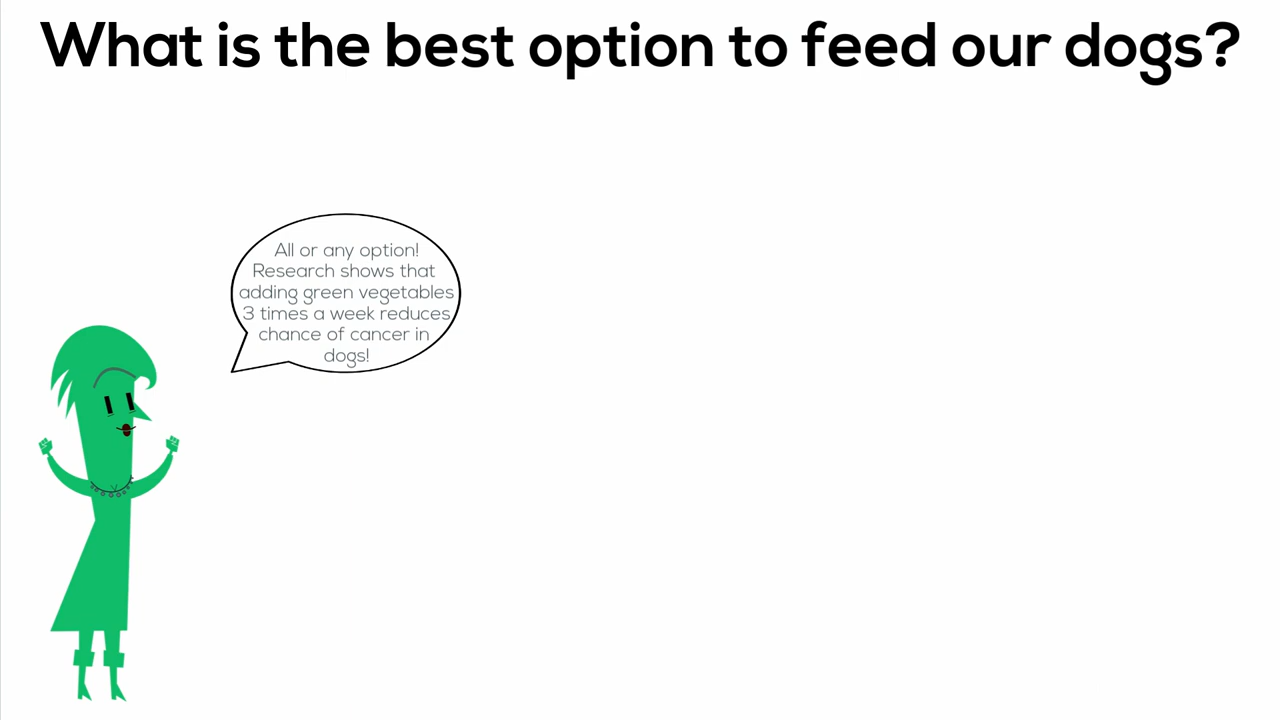 What is the best option to feed our dogs?
All or any option!
Research shows that
adding green vegetables
3 times a week reduces
chance of cancer in
dogs!